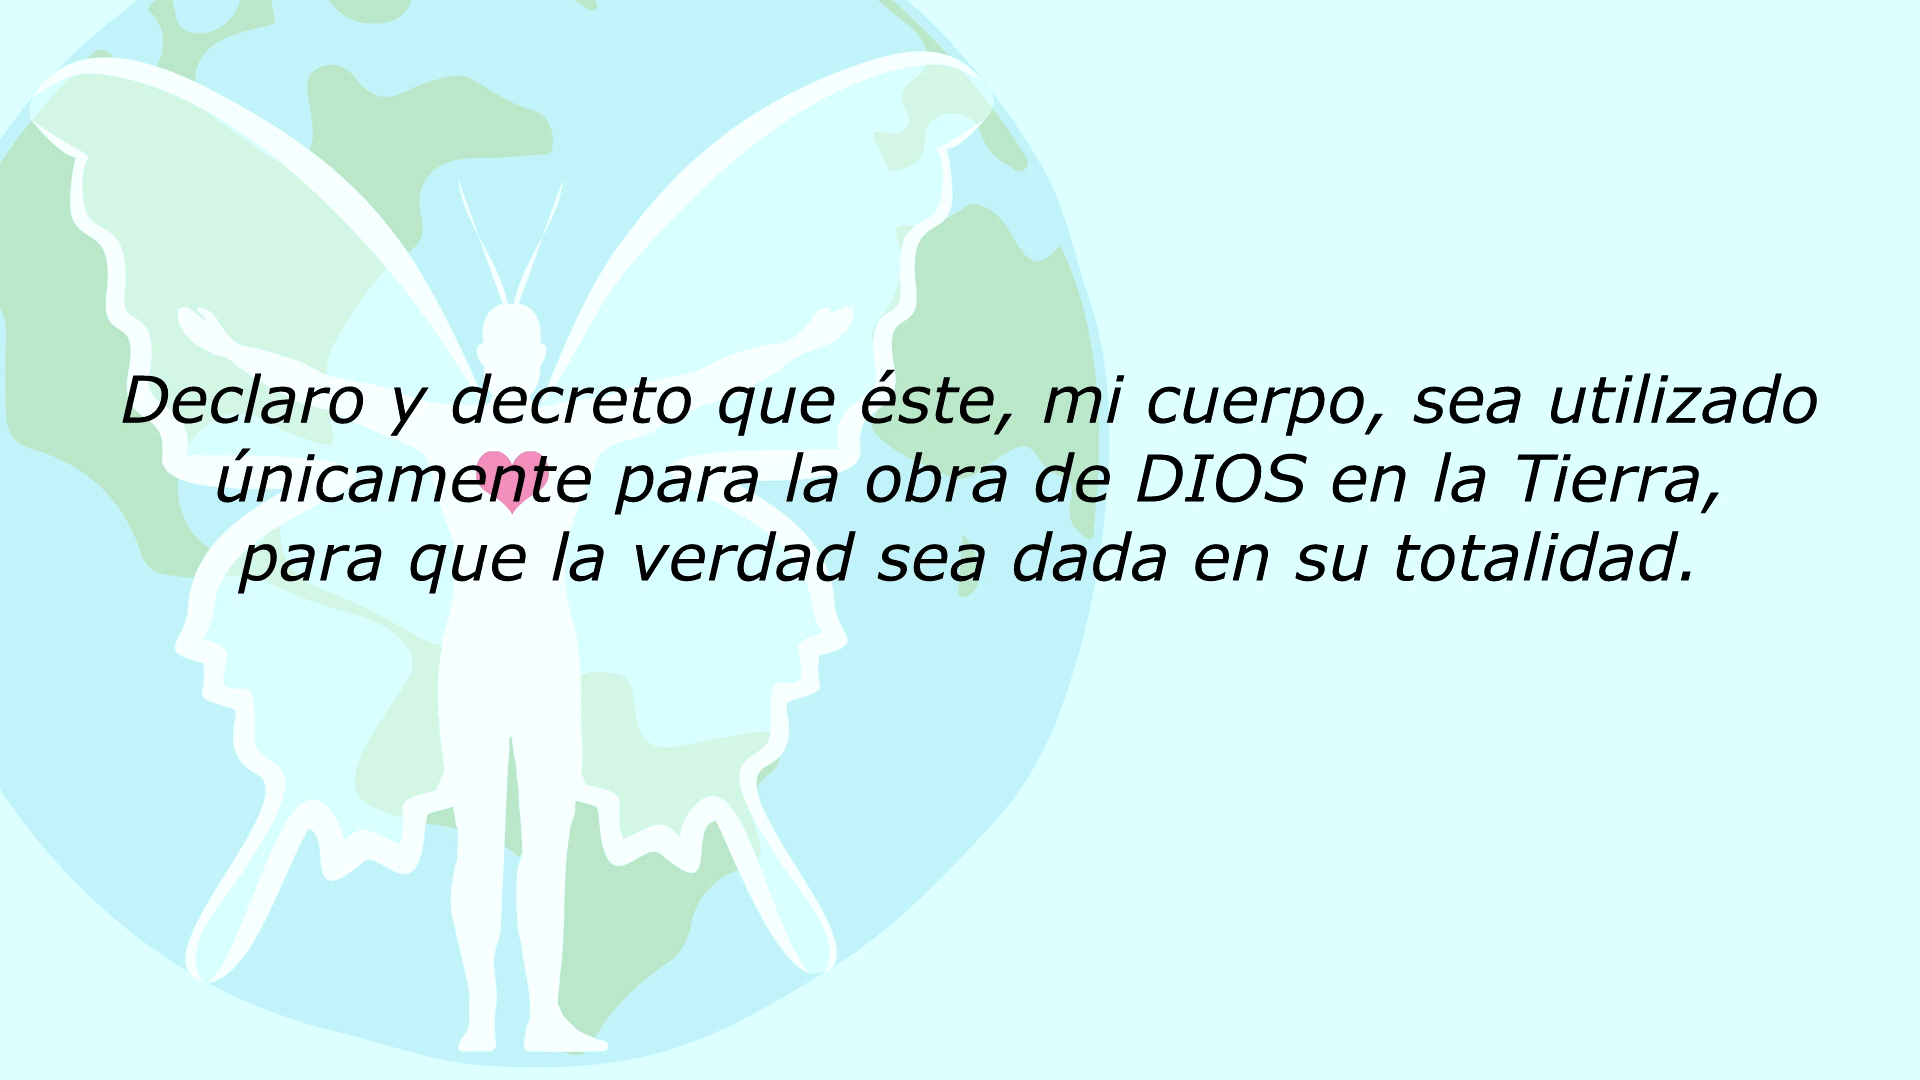 Declaro y decreto que éste, mi cuerpo, sea utilizado
únicamente para la obra de DIOS en la Tierra,
para que la verdad sea dada en su totalidad.